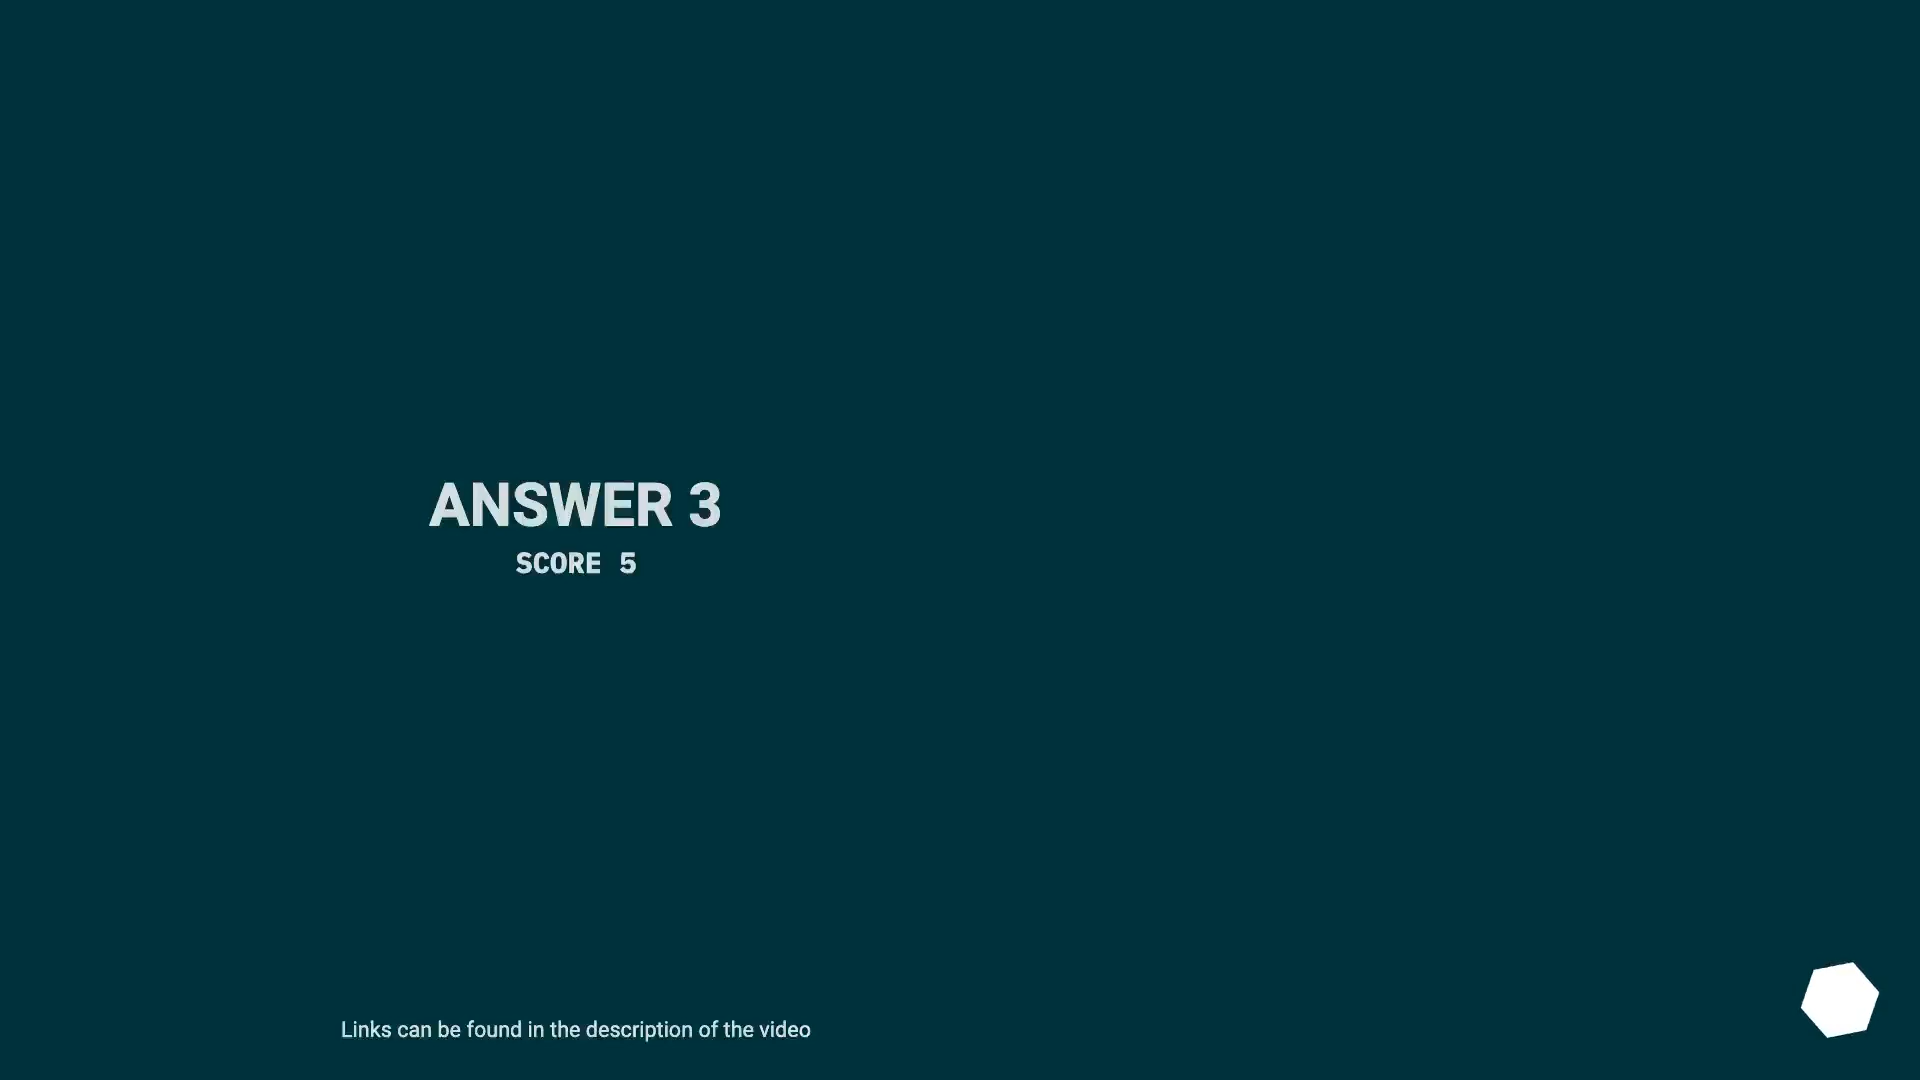 ANSWER 3
SCORE 5
Links can be found in the description of the video